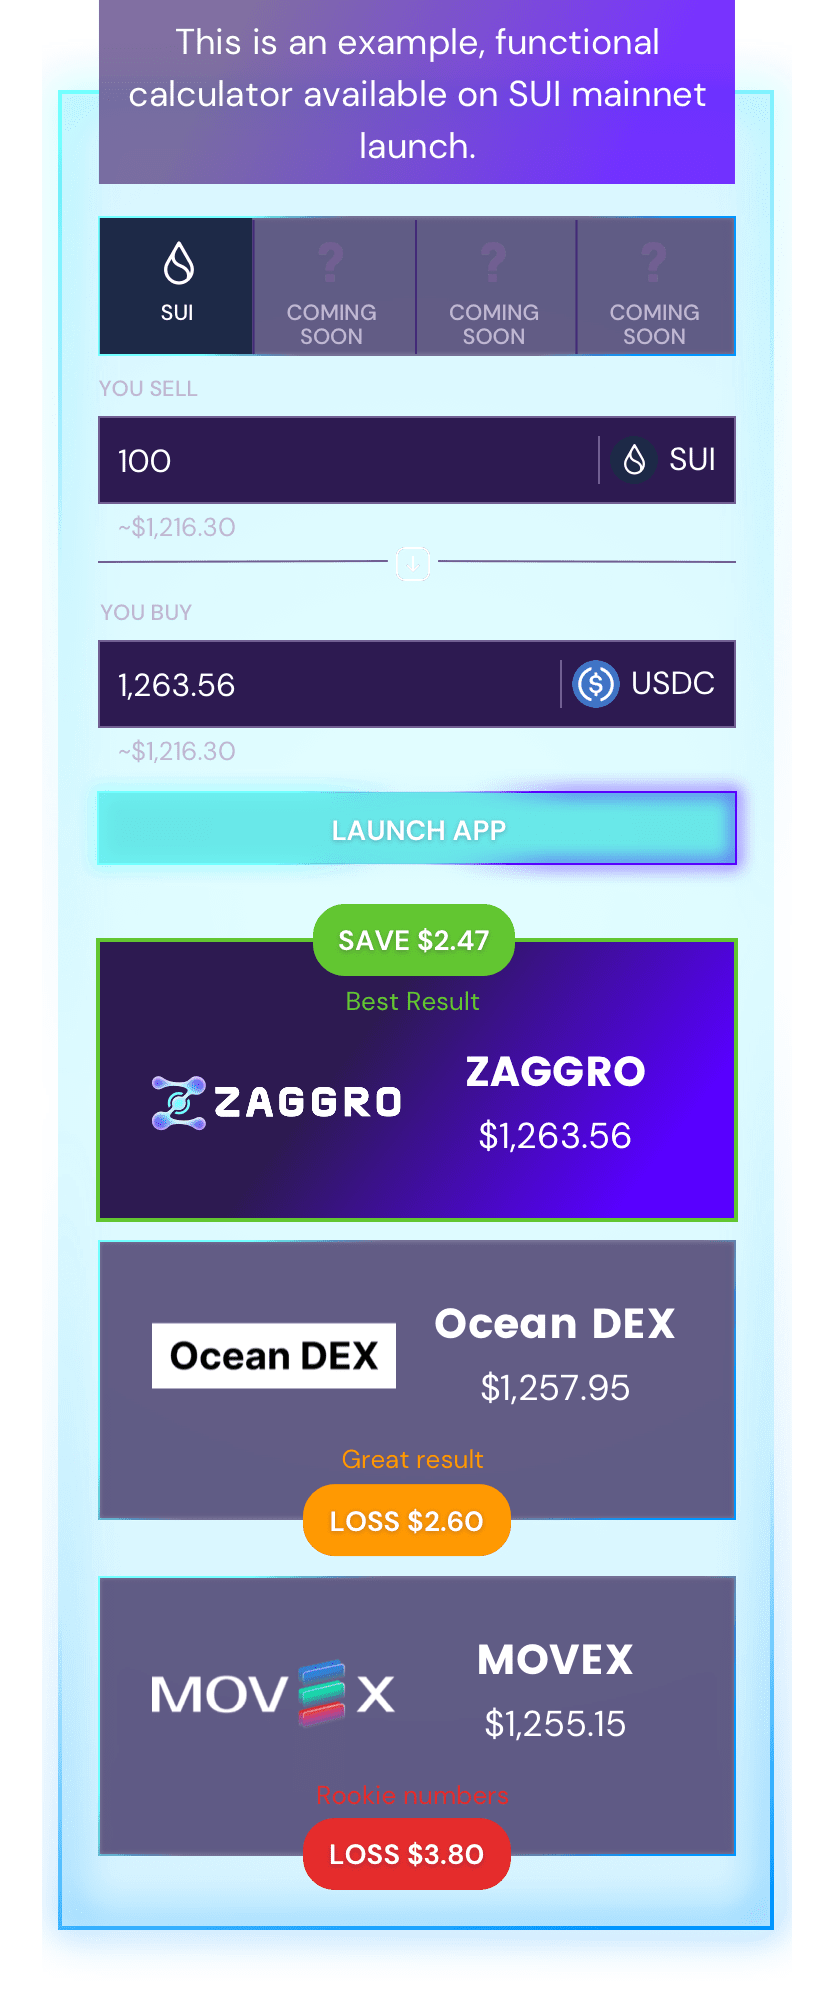 This is an example, functional
calculator available on SUI mainnet
launch.
SUI
?
COMING
SOON
?
COMING
SOON
?
COMING
SOON
YOU SELL
100
SUI
~$1,216.30
YOU BUY
1,263.56
USDC
~$1,216.30
LAUNCH APP
SAVE $2.47
Best Result
ZAGGRO
ZAGGRO
$1,263.56
Ocean DEX
Ocean DEX
$1,257.95
Great result
LOSS $2.60
MOVEX
MOVEX
$1,255.15
Rookie numbers
LOSS $3.80